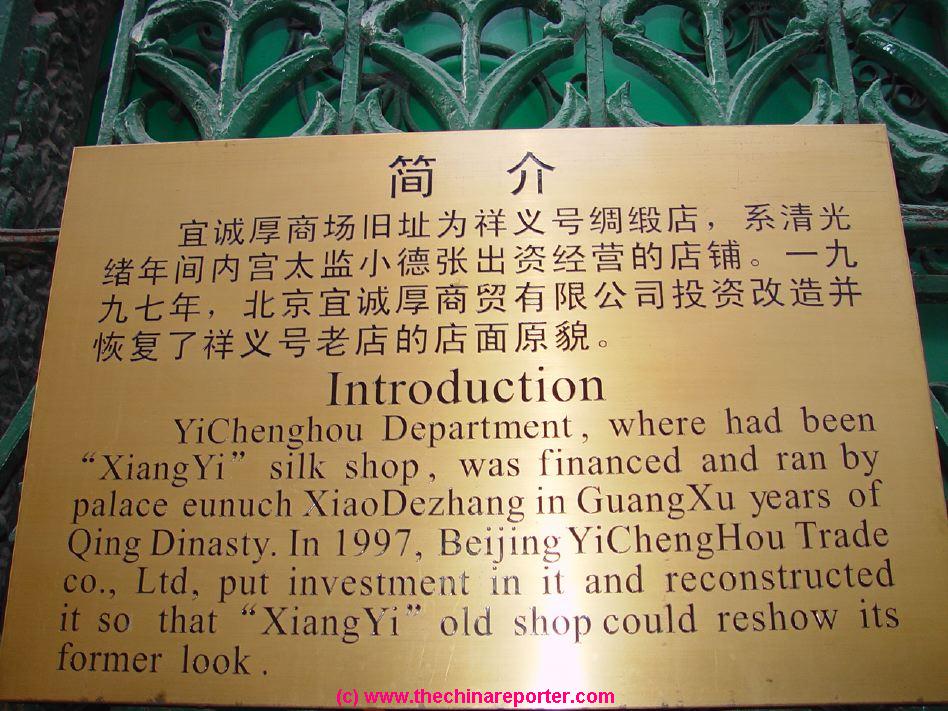 简 介
宜诚厚商场旧址为祥义号绸缎店，系清光
绪年间内宫太监小德张出资经营的店铺。一九
九七年，北京宜诚厚商贸有限公司投资改造并
恢复了祥义号老店的店面原貌。
Introduction
YiChenghou Department, where had been
“XiangYi” silk shop, was financed and ran by
palace eunuch XiaoDezhang in GuangXu years of
Qing Dinasty. In 1997, Beijing YiChengHou Trade
co., Ltd, put investment in it and reconstructed
it so that “XiangYi” old shop could reshow its
former look.
(c) www.thechinareporter.com